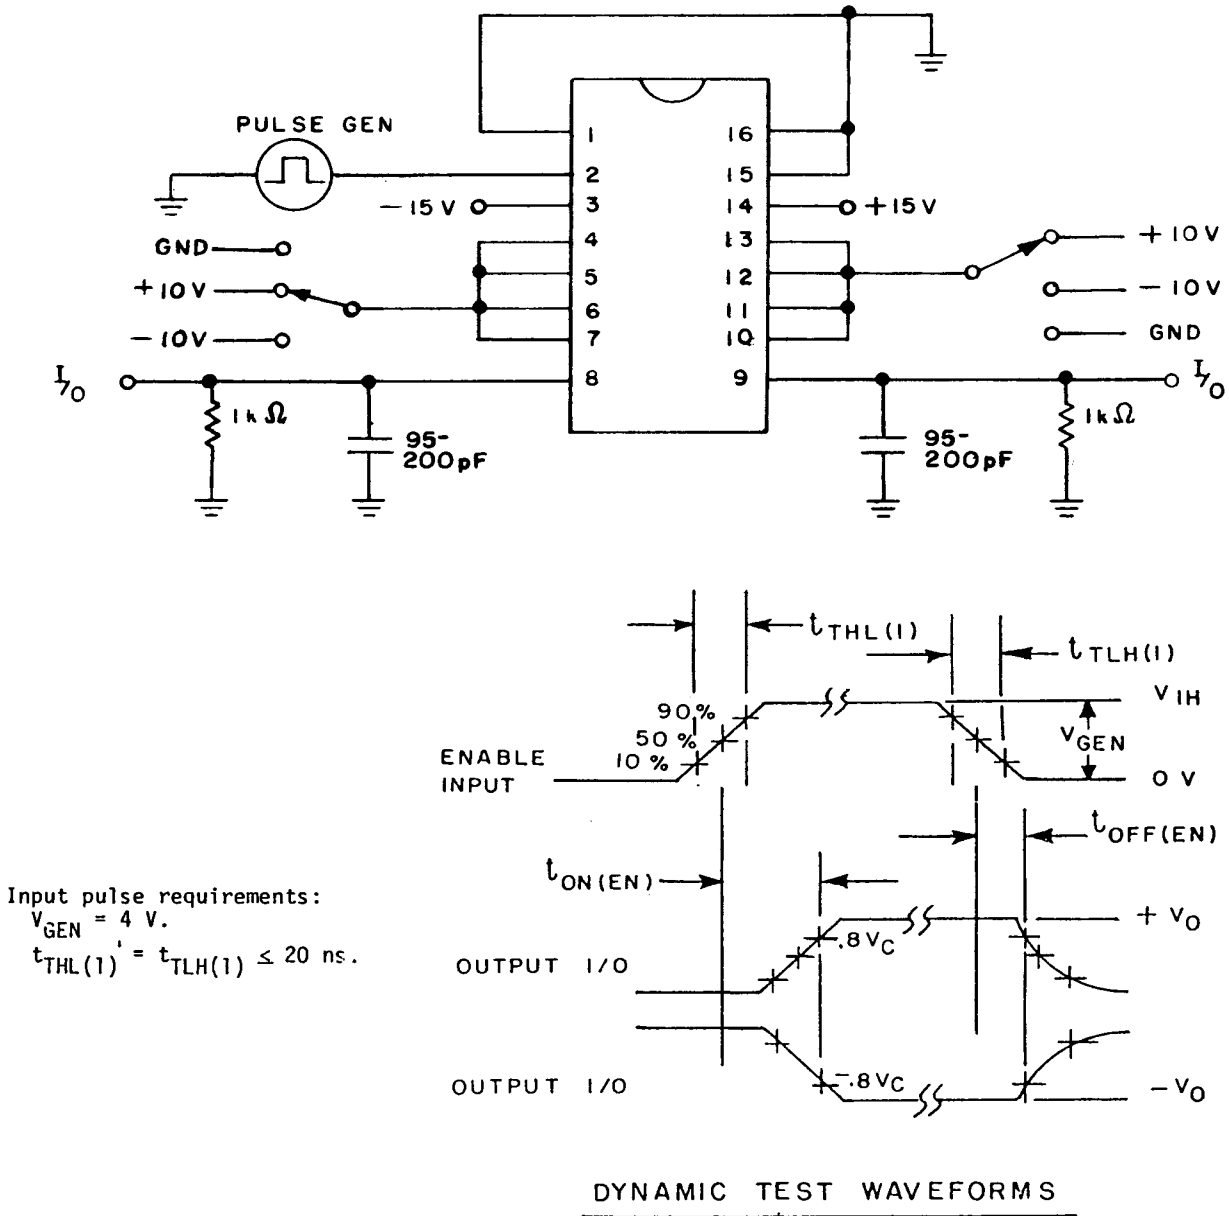 PULSE GEN
1
16
2
15
-15V
3
14
+15V
GND
4
13
+10V
5
12
+10V
6
11
-10V
-10V
7
10
GND
I/O
8
9
I/O
1kΩ
95-
200pF
95-
200pF
1kΩ
tTHL(1)
tTLH(1)
VIH
90%
50%
10%
VGEN
ENABLE
INPUT
0 V
tOFF(EN)
tON(EN)
Input pulse requirements:
VGEN = 4 V.
tTHL(1)' = tTLH(1) ≤ 20 ns.
+VO
.8VC
OUTPUT I/O
-.8VC
OUTPUT I/O
-VO
DYNAMIC TEST WAVEFORMS